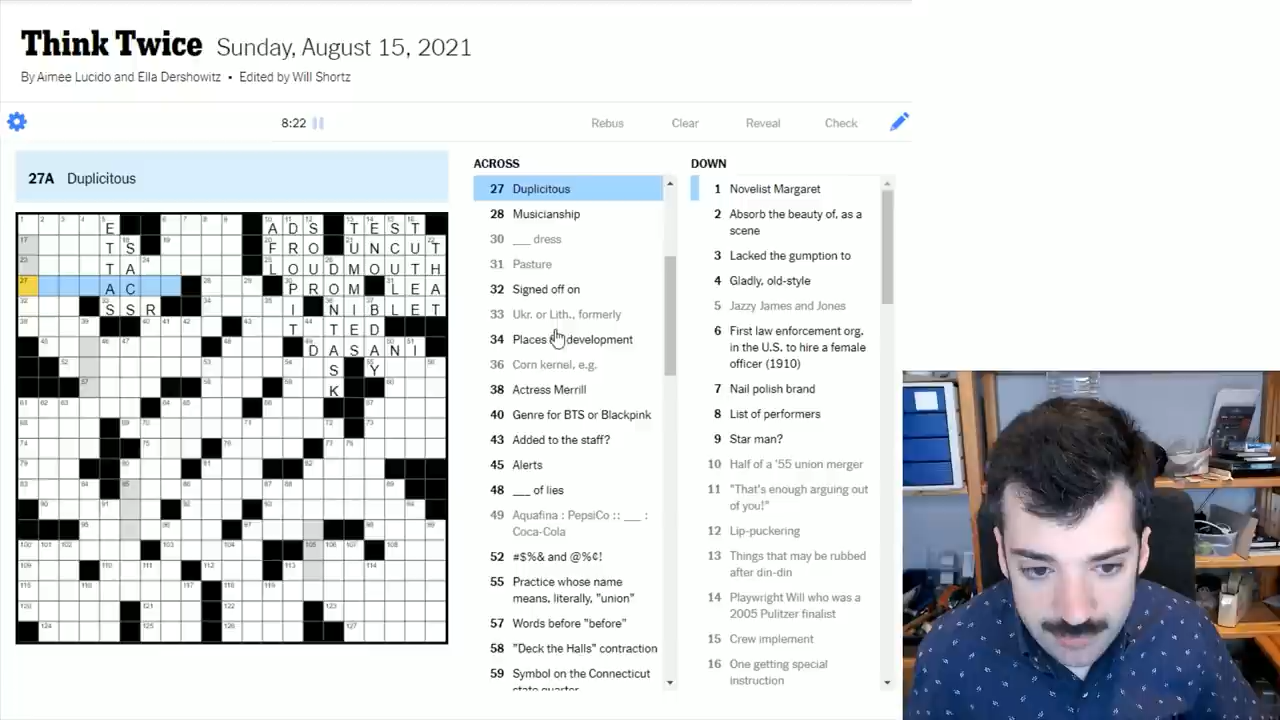 Think Twice Sunday, August 15, 2021
By Aimee Lucido and Ella Dershowitz • Edited by Will Shortz
8:22
Rebus
Clear
Reveal
Check
27A Duplicitous
ACROSS
27 Duplicitous
28 Musicianship
30 ___ dress
31 Pasture
32 Signed off on
33 Ukr. or Lith., formerly
34 Places development
36 Corn kernel, e.g.
38 Actress Merrill
40 Genre for BTS or Blackpink
43 Added to the staff?
45 Alerts
48 ___ of lies
49 Aquafina : PepsiCo :: ___ :
Coca-Cola
52 #$%& and @%¢!
55 Practice whose name
means, literally, "union"
57 Words before "before"
58 "Deck the Halls" contraction
59 Symbol on the Connecticut
state quarter
DOWN
1 Novelist Margaret
2 Absorb the beauty of, as a
scene
3 Lacked the gumption to
4 Gladly, old-style
5 Jazzy James and Jones
6 First law enforcement org.
in the U.S. to hire a female
officer (1910)
7 Nail polish brand
8 List of performers
9 Star man?
10 Half of a '55 union merger
11 "That's enough arguing out
of you!"
12 Lip-puckering
13 Things that may be rubbed
after din-din
14 Playwright Will who was a
2005 Pulitzer finalist
15 Crew implement
16 One getting special
instruction
E A D S T E S T
T S F R O U N C U T
T A L O U D M O U T H
A C P R O M L E A
S S R I N I B L E T
T T E D
D A S A N I
S Y
K